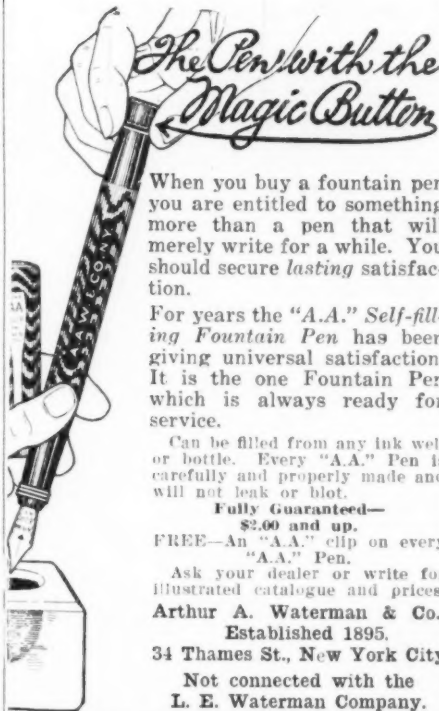 The Pen with the
Magic Button
When you buy a fountain pen
you are entitled to something
more than a pen that wil
merely write for a while. You
should secure lasting satisfac
tion.
For years the "A.A." Self-fill-
ing Fountain Pen has been
giving universal satisfaction
It is the one Fountain Pen
which is always ready for
service.
Can be filled from any ink wel
or bottle. Every "A.A." Pen i
carefully and properly made and
will not leak or blot.
Fully Guaranteed—
$2.00 and up.
FREE—An "A.A." clip on every
"A.A." Pen.
Ask your dealer or write fo
illustrated catalogue and prices
Arthur A. Waterman & Co.
Established 1895.
34 Thames St., New York City
Not connected with the
L. E. Waterman Company.